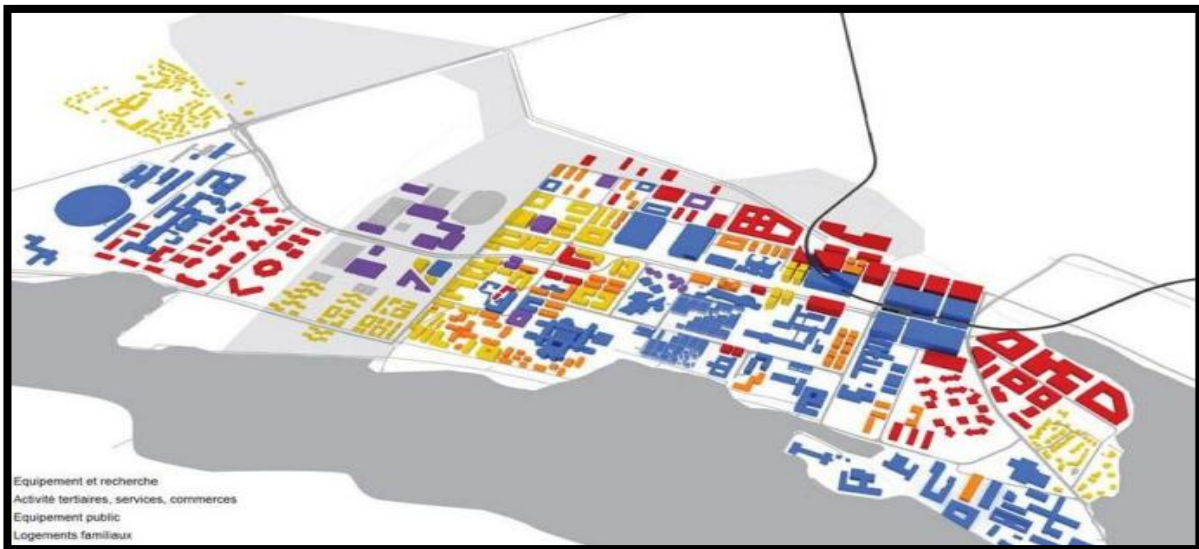 Equipement et recherche
Activité tertiaires, services, commerces
Equipement public
Logements familiaux